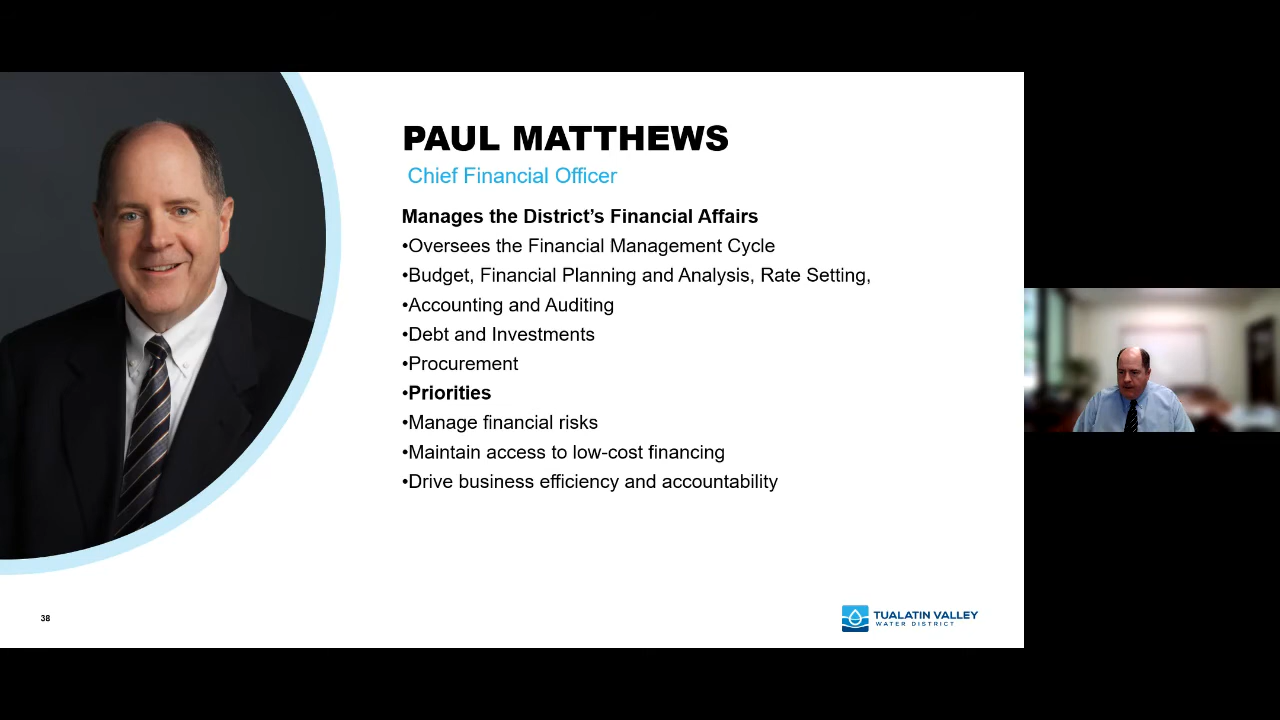 PAUL MATTHEWS
Chief Financial Officer
Manages the District’s Financial Affairs
•Oversees the Financial Management Cycle
•Budget, Financial Planning and Analysis, Rate Setting,
•Accounting and Auditing
•Debt and Investments
•Procurement
•Priorities
•Manage financial risks
•Maintain access to low-cost financing
•Drive business efficiency and accountability
38
TUALATIN VALLEY
WATER DISTRICT